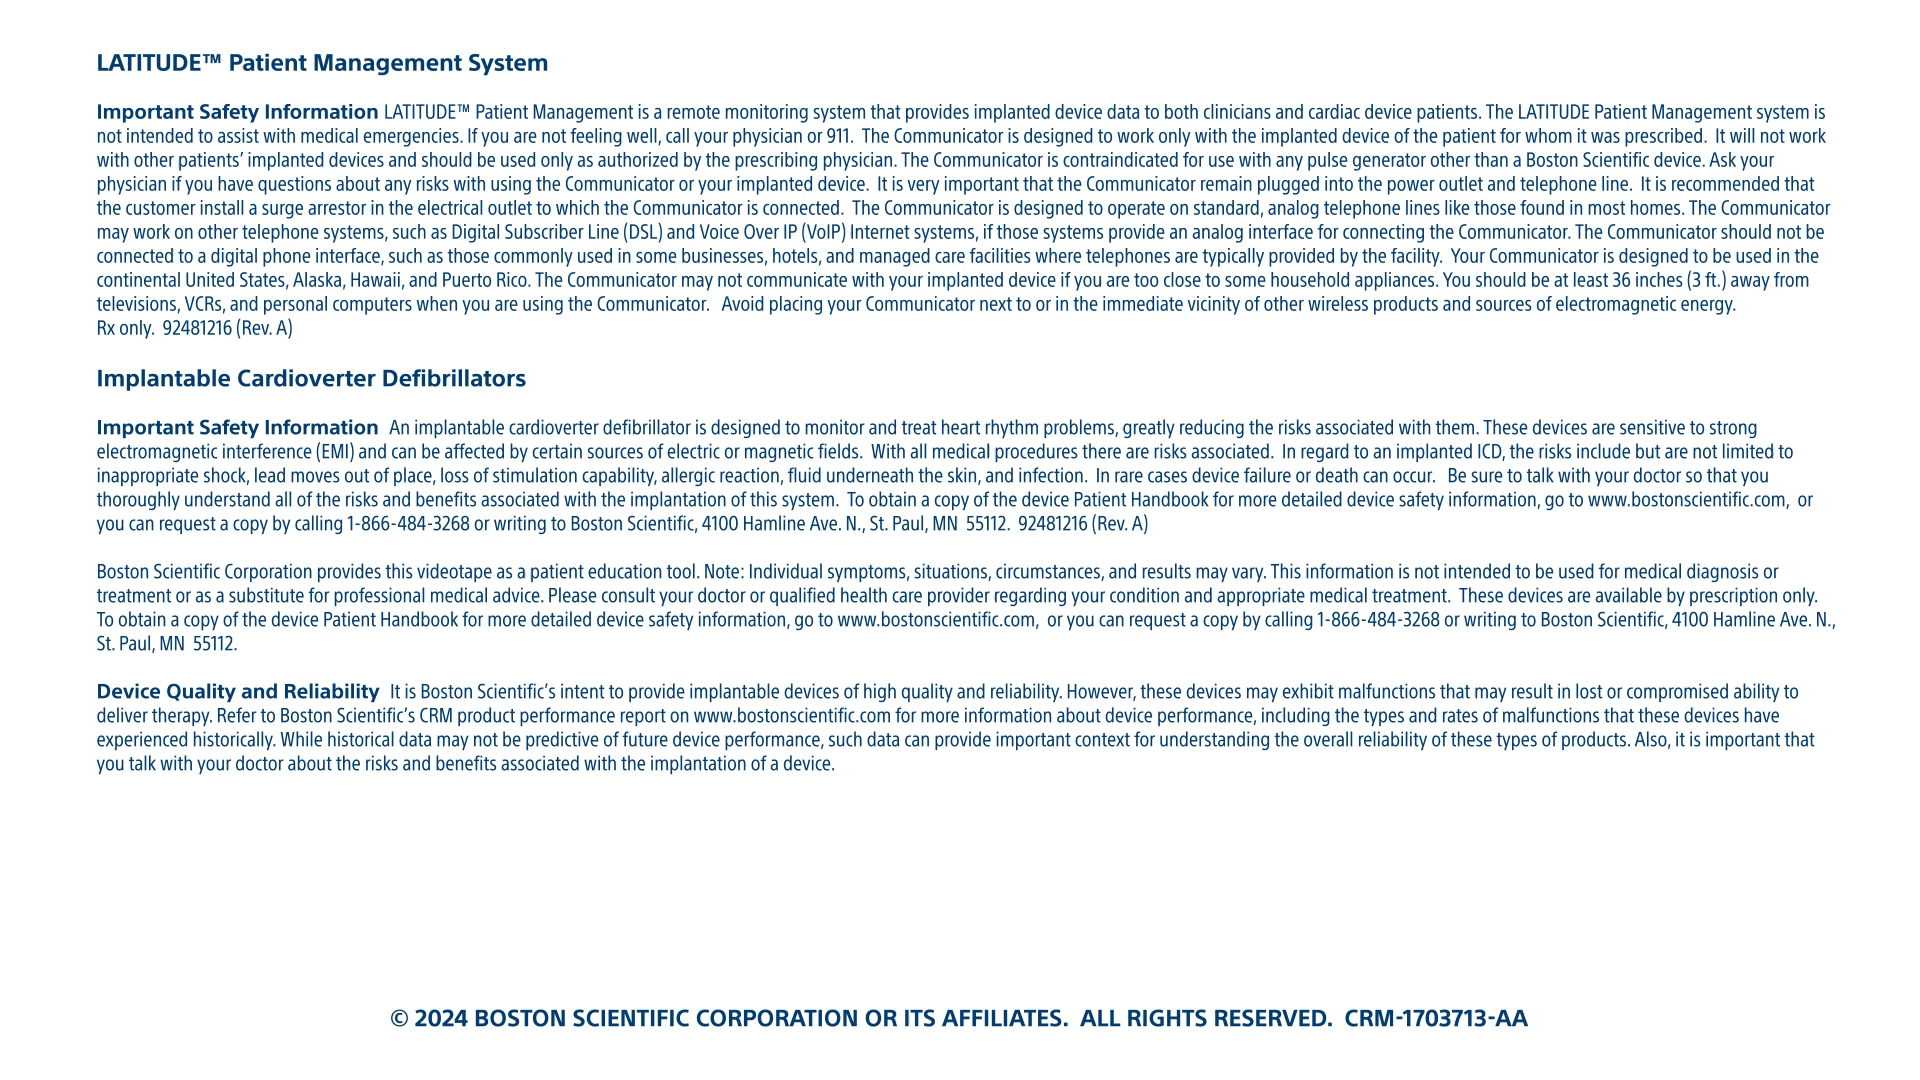 LATITUDE™ Patient Management System
Important Safety Information LATITUDE™ Patient Management is a remote monitoring system that provides implanted device data to both clinicians and cardiac device patients. The LATITUDE Patient Management system is
not intended to assist with medical emergencies. If you are not feeling well, call your physician or 911.  The Communicator is designed to work only with the implanted device of the patient for whom it was prescribed.  It will not work
with other patients’ implanted devices and should be used only as authorized by the prescribing physician. The Communicator is contraindicated for use with any pulse generator other than a Boston Scientific device. Ask your
physician if you have questions about any risks with using the Communicator or your implanted device.  It is very important that the Communicator remain plugged into the power outlet and telephone line.  It is recommended that
the customer install a surge arrestor in the electrical outlet to which the Communicator is connected.  The Communicator is designed to operate on standard, analog telephone lines like those found in most homes. The Communicator
may work on other telephone systems, such as Digital Subscriber Line (DSL) and Voice Over IP (VoIP) Internet systems, if those systems provide an analog interface for connecting the Communicator. The Communicator should not be
connected to a digital phone interface, such as those commonly used in some businesses, hotels, and managed care facilities where telephones are typically provided by the facility.  Your Communicator is designed to be used in the
continental United States, Alaska, Hawaii, and Puerto Rico. The Communicator may not communicate with your implanted device if you are too close to some household appliances. You should be at least 36 inches (3 ft.) away from
televisions, VCRs, and personal computers when you are using the Communicator.   Avoid placing your Communicator next to or in the immediate vicinity of other wireless products and sources of electromagnetic energy.
Rx only.  92481216 (Rev. A)
Implantable Cardioverter Defibrillators
Important Safety Information  An implantable cardioverter defibrillator is designed to monitor and treat heart rhythm problems, greatly reducing the risks associated with them. These devices are sensitive to strong
electromagnetic interference (EMI) and can be affected by certain sources of electric or magnetic fields.  With all medical procedures there are risks associated.  In regard to an implanted ICD, the risks include but are not limited to
inappropriate shock, lead moves out of place, loss of stimulation capability, allergic reaction, fluid underneath the skin, and infection.  In rare cases device failure or death can occur.   Be sure to talk with your doctor so that you
thoroughly understand all of the risks and benefits associated with the implantation of this system.  To obtain a copy of the device Patient Handbook for more detailed device safety information, go to www.bostonscientific.com,  or
you can request a copy by calling 1-866-484-3268 or writing to Boston Scientific, 4100 Hamline Ave. N., St. Paul, MN  55112.  92481216 (Rev. A)
Boston Scientific Corporation provides this videotape as a patient education tool. Note: Individual symptoms, situations, circumstances, and results may vary. This information is not intended to be used for medical diagnosis or
treatment or as a substitute for professional medical advice. Please consult your doctor or qualified health care provider regarding your condition and appropriate medical treatment.  These devices are available by prescription only.
To obtain a copy of the device Patient Handbook for more detailed device safety information, go to www.bostonscientific.com,  or you can request a copy by calling 1-866-484-3268 or writing to Boston Scientific, 4100 Hamline Ave. N.,
St. Paul, MN  55112.
Device Quality and Reliability  It is Boston Scientific’s intent to provide implantable devices of high quality and reliability. However, these devices may exhibit malfunctions that may result in lost or compromised ability to
deliver therapy. Refer to Boston Scientific’s CRM product performance report on www.bostonscientific.com for more information about device performance, including the types and rates of malfunctions that these devices have
experienced historically. While historical data may not be predictive of future device performance, such data can provide important context for understanding the overall reliability of these types of products. Also, it is important that
you talk with your doctor about the risks and benefits associated with the implantation of a device.
© 2024 BOSTON SCIENTIFIC CORPORATION OR ITS AFFILIATES.  ALL RIGHTS RESERVED.  CRM-1703713-AA